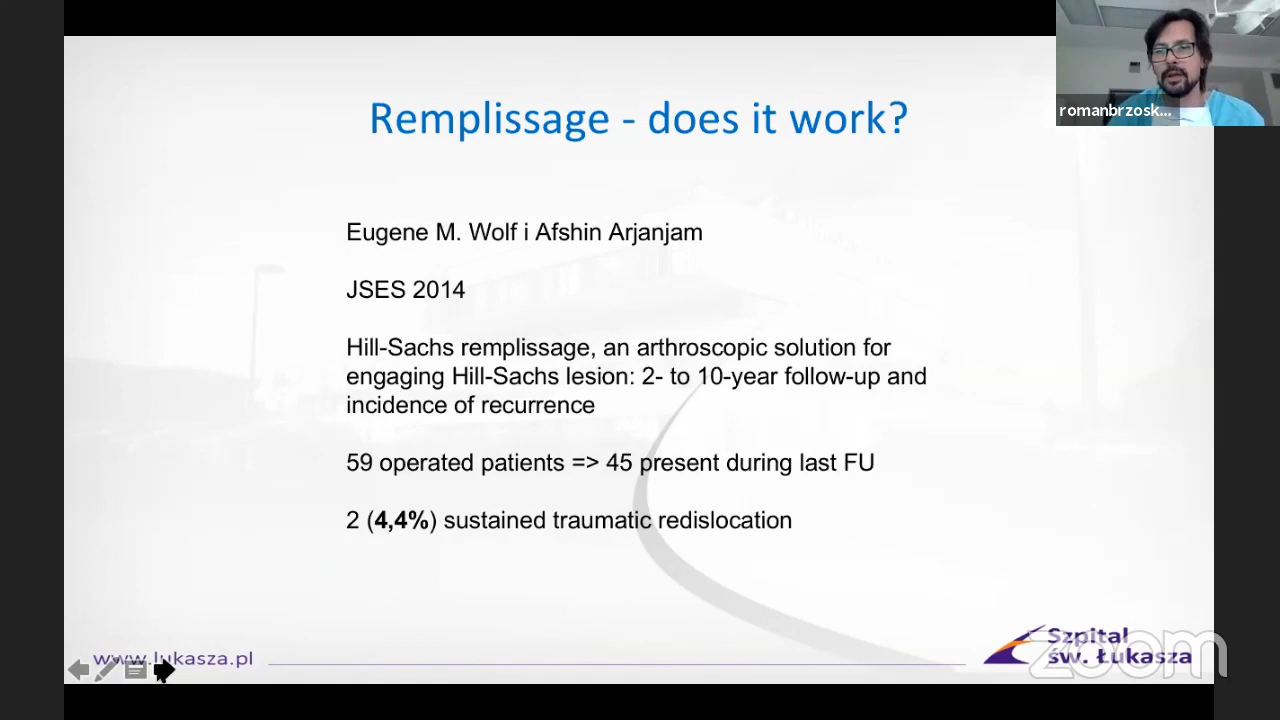 Remplissage - does it work?
romanbrzosk...
Eugene M. Wolf i Afshin Arjanjam
JSES 2014
Hill-Sachs remplissage, an arthroscopic solution for
engaging Hill-Sachs lesion: 2- to 10-year follow-up and
incidence of recurrence
59 operated patients => 45 present during last FU
2 (4,4%) sustained traumatic redislocation
www.lukasza.pl
Szpital
św. Łukasza
zoom